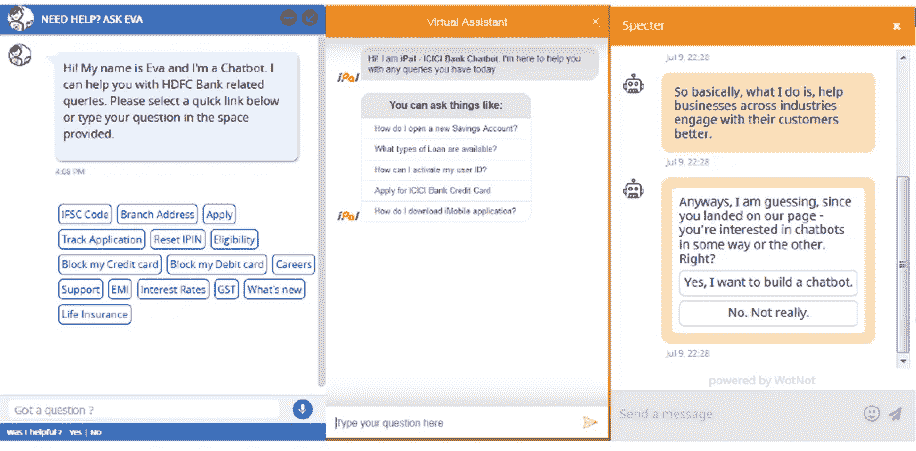 NEED HELP? ASK EVA
Hi! My name is Eva and I'm a Chatbot. I
can help you with HDFC Bank related
queries. Please select a quick link below
or type your question in the space
provided.
4:08 PM
IFSC Code
Branch Address
Apply
Track Application
Reset IPIN
Eligibility
Block my Credit card
Block my Debit card
Careers
Support
EMI
Interest Rates
GST
What's new
Life Insurance
Got a question ?
Was I helpful? Yes | No
Virtual Assistant
×
iPal
Hi! I am iPal - ICICI Bank Chatbot. I'm here to help you
with any queries you have today
You can ask things like:
How do I open a new Savings Account?
What types of Loan are available?
How can I activate my user ID?
Apply for ICICI Bank Credit Card
How do I download iMobile application?
iPal
Type your question here
Specter
×
Jul 9, 22:28
So basically, what I do is, help
businesses across industries
engage with their customers
better.
Jul 9, 22:28
Anyways, I am guessing, since
you landed on our page -
you're interested in chatbots
in some way or the other.
Right?
Yes, I want to build a chatbot.
No. Not really.
Jul 9, 22:28
powered by WotNot
Send a message